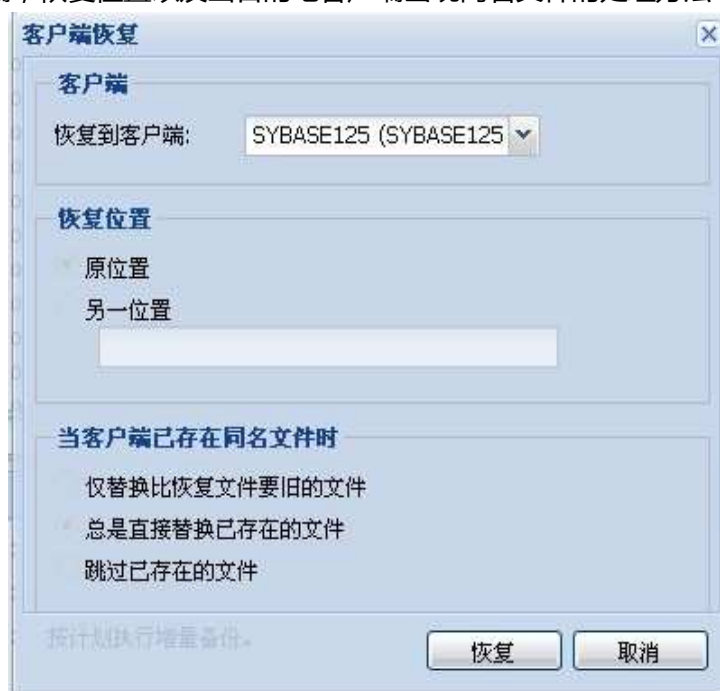 客户端恢复
客户端
恢复到客户端: SYBASE125 (SYBASE125
恢复位置
原位置
另一位置
当客户端已存在同名文件时
仅替换比恢复文件要旧的文件
总是直接替换已存在的文件
跳过已存在的文件
按计划执行增量备份。
恢复 取消